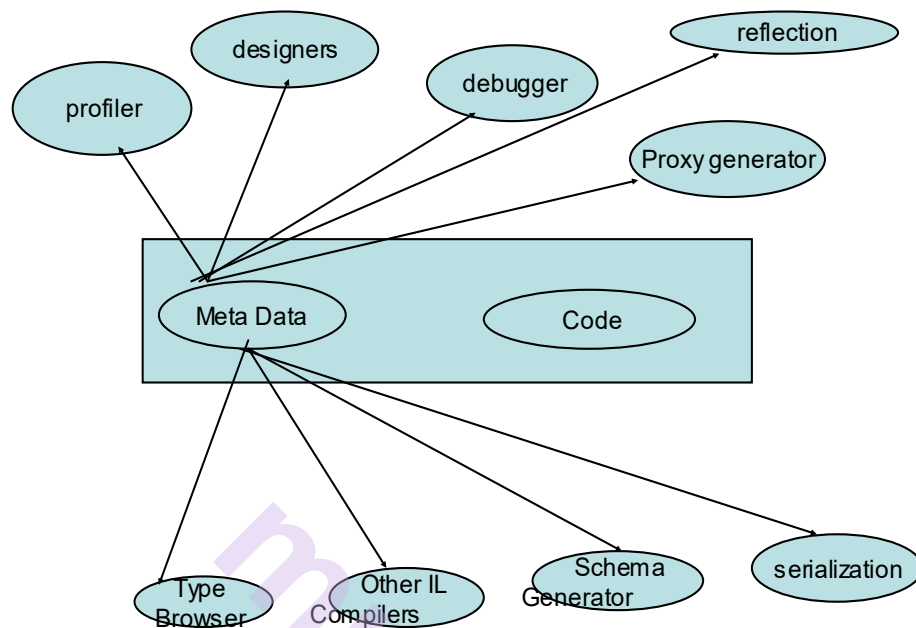 reflection
designers
debugger
profiler
Proxy generator
Meta Data
Code
Type
Browser
Other IL
Compilers
Schema
Generator
serialization